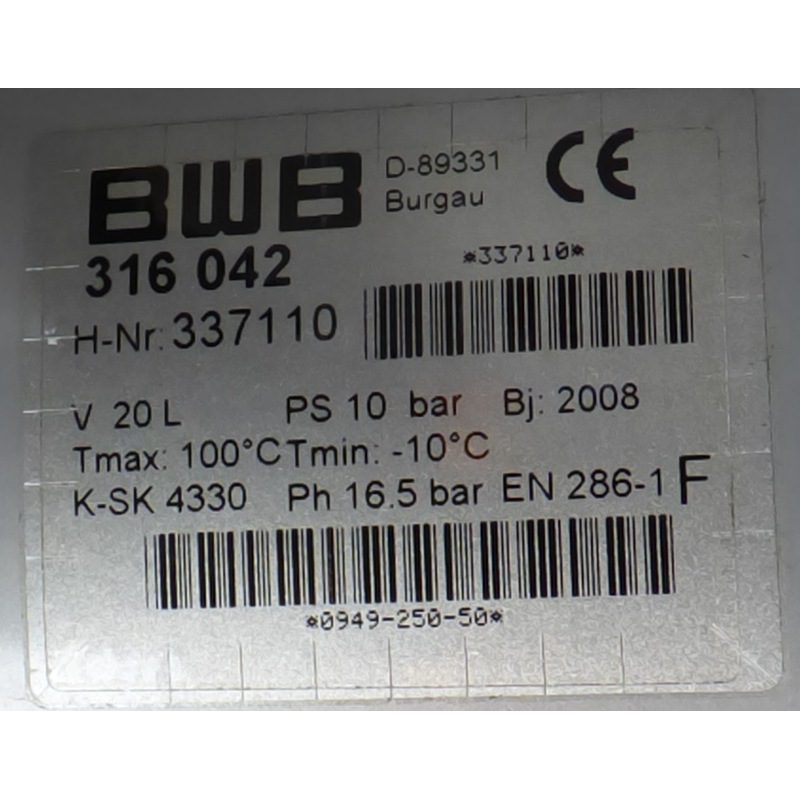 BWB D-89331 CE
Burgau
316 042 *337110*
H-Nr: 337110
V 20 L PS 10 bar Bj: 2008
Tmax: 100°C Tmin: -10°C
K-SK 4330 Ph 16.5 bar EN 286-1 F
*0949-250-50*